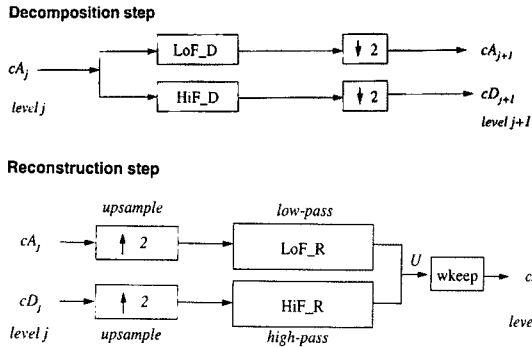 Decomposition step
LoF_D ↓ 2 cA_{j+1}
cA_j
HiF_D ↓ 2 cD_{j+1}
level j
level j+1
Reconstruction step
upsample low-pass
cA_j ↑ 2 LoF_R
U wkeep
cD_j ↑ 2 HiF_R
level j upsample high-pass